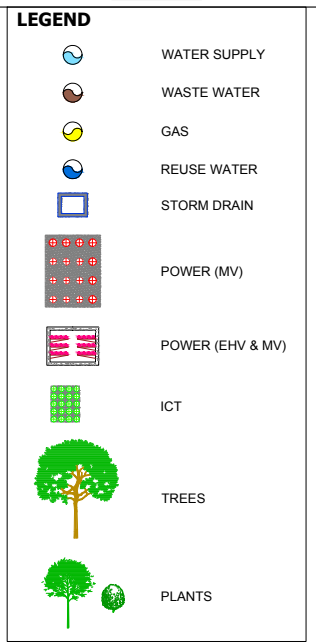 LEGEND
WATER SUPPLY
WASTE WATER
GAS
REUSE WATER
STORM DRAIN
POWER (MV)
POWER (EHV & MV)
ICT
TREES
PLANTS